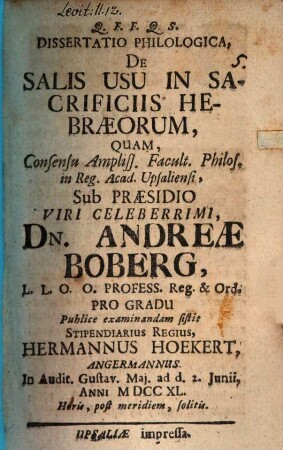 Levit: II. 12.
Q. F. F. Q. S.
DISSERTATIO PHILOLOGICA,
DE
SALIS USU IN SA-
CRIFICIIS HE-
BRÆORUM,
QUAM,
Consensu Ampliss. Facult. Philos.
in Reg. Acad. Upsaliensi,
Sub PRÆSIDIO
VIRI CELEBERRIMI,
DN. ANDREÆ
BOBERG,
L. L. O. O. PROFESS. Reg. & Ord.
PRO GRADU
Publice examinandam sistit
STIPENDIARIUS REGIUS,
HERMANNUS HOEKERT,
ANGERMANNUS.
In Audit. Gustav. Maj. ad d. 2. Junii,
ANNI M DCC XL.
Horis, post meridiem, solitis.
UPSALIÆ impressa.